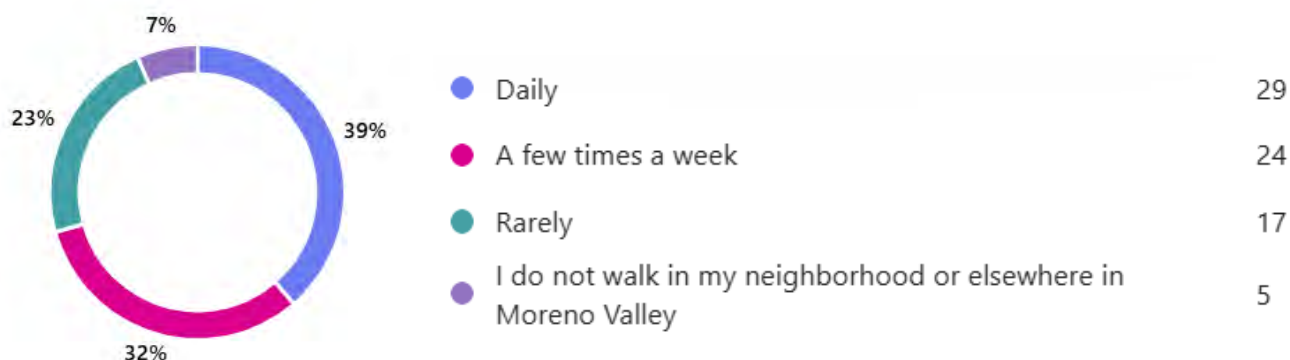 7%
23%
39%
32%
Daily 29
A few times a week 24
Rarely 17
I do not walk in my neighborhood or elsewhere in
Moreno Valley 5